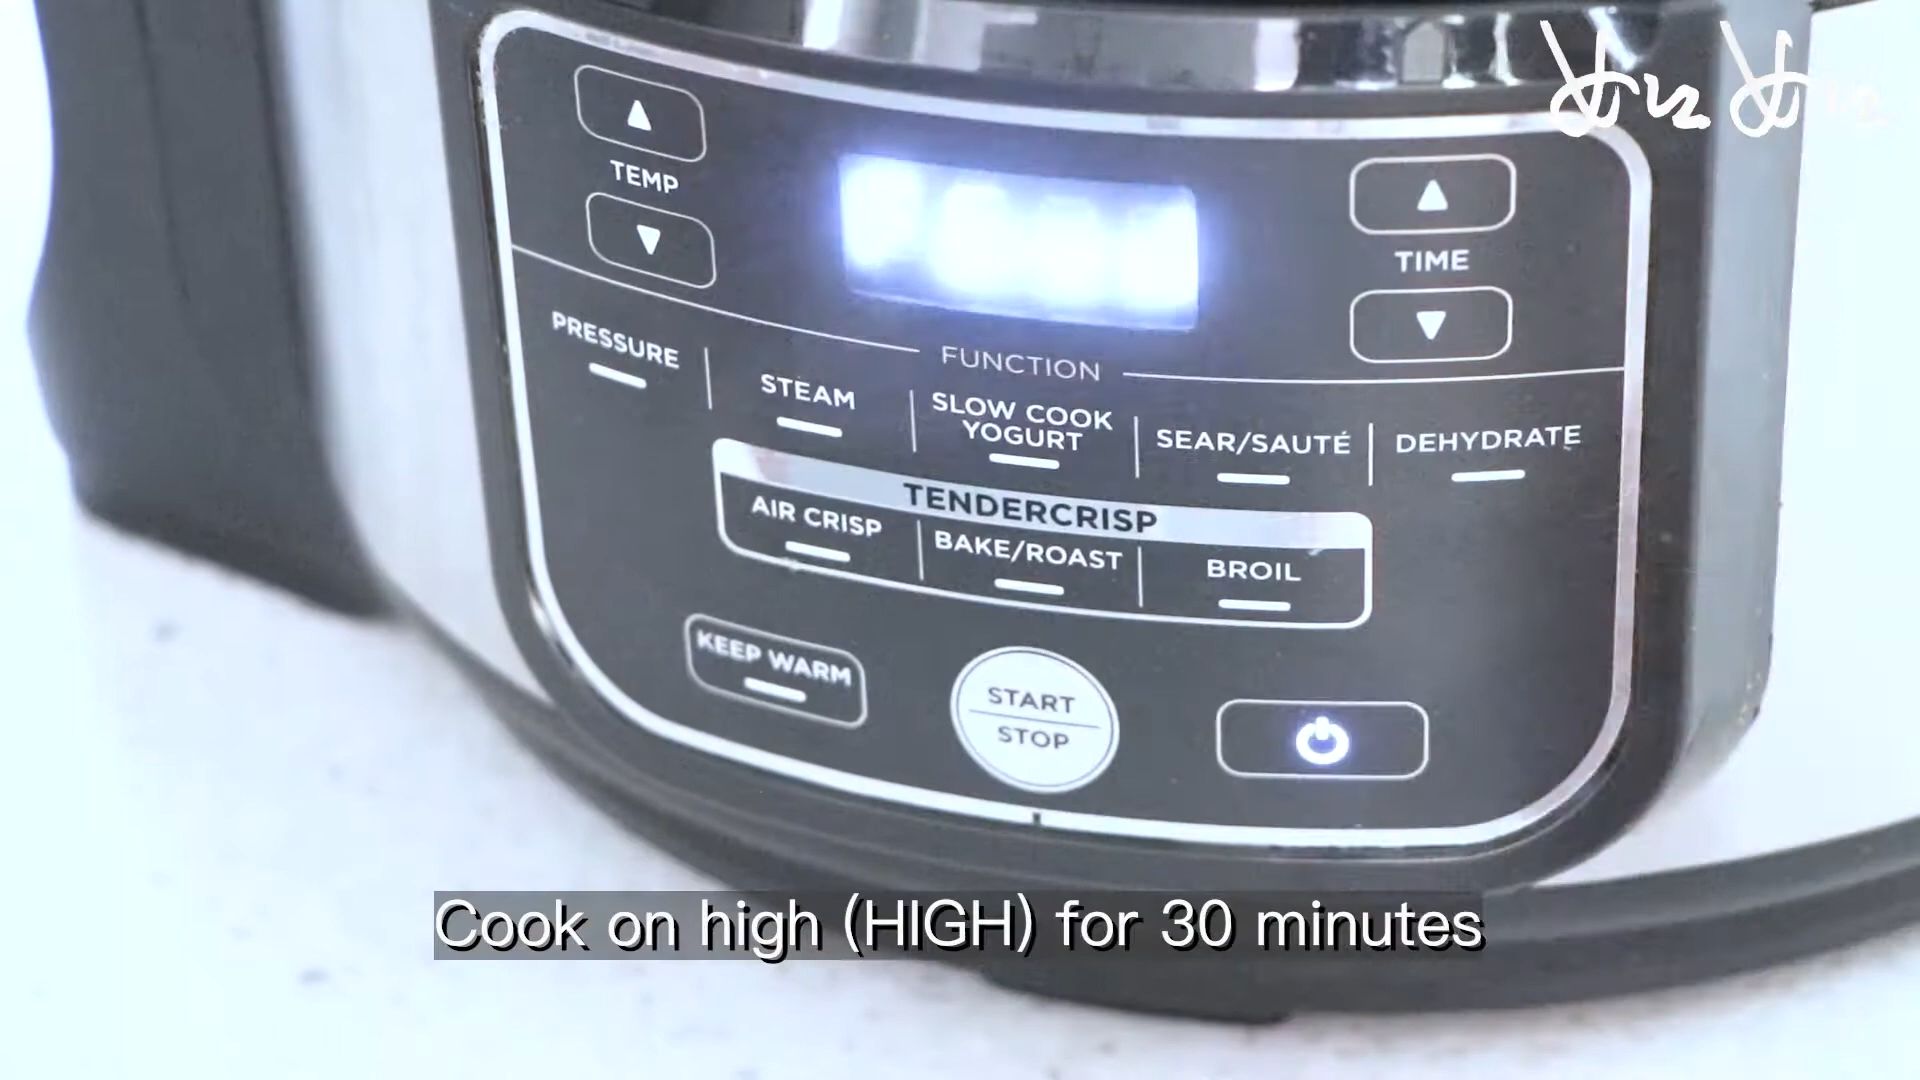 TEMP
TIME
FUNCTION
PRESSURE
STEAM
SLOW COOK
YOGURT
SEAR/SAUTÉ
DEHYDRATE
TENDERCRISP
AIR CRISP
BAKE/ROAST
BROIL
KEEP WARM
START
STOP
Cook on high (HIGH) for 30 minutes